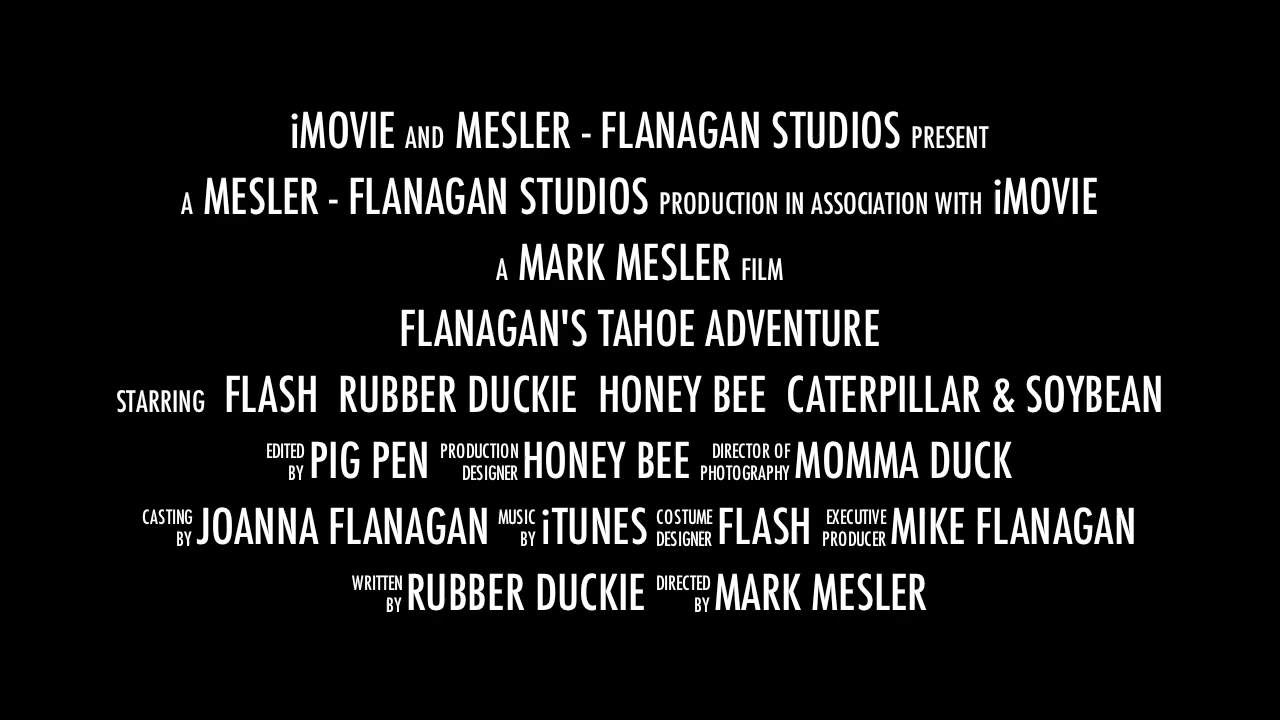 iMOVIE AND MESLER - FLANAGAN STUDIOS PRESENT
A MESLER - FLANAGAN STUDIOS PRODUCTION IN ASSOCIATION WITH iMOVIE
A MARK MESLER FILM
FLANAGAN'S TAHOE ADVENTURE
STARRING FLASH RUBBER DUCKIE HONEY BEE CATERPILLAR & SOYBEAN
EDITED BY PIG PEN PRODUCTION DESIGNER HONEY BEE DIRECTOR OF PHOTOGRAPHY MOMMA DUCK
CASTING BY JOANNA FLANAGAN MUSIC BY iTUNES COSTUME DESIGNER FLASH EXECUTIVE PRODUCER MIKE FLANAGAN
WRITTEN BY RUBBER DUCKIE DIRECTED BY MARK MESLER